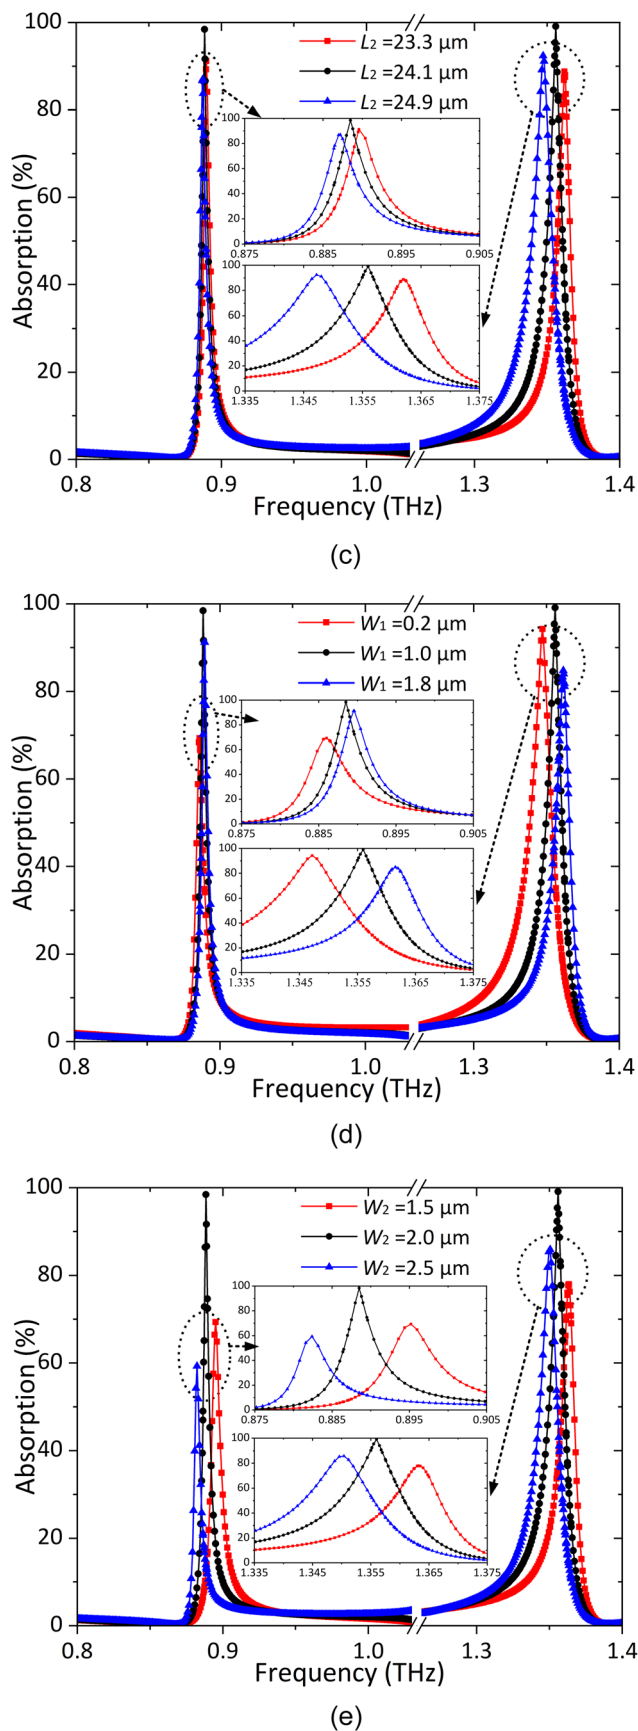 100
80
60
40
20
0
Absorption (%)
L2 =23.3 μm
L2 =24.1 μm
L2 =24.9 μm
100
80
60
40
20
0
0.875 0.885 0.895 0.905
100
80
60
40
20
0
1.335 1.345 1.355 1.365 1.375
0.8 0.9 1.0 1.3 1.4
Frequency (THz)
(c)
100
80
60
40
20
0
Absorption (%)
W1 =0.2 μm
W1 =1.0 μm
W1 =1.8 μm
100
80
60
40
20
0
0.875 0.885 0.895 0.905
100
80
60
40
20
0
1.335 1.345 1.355 1.365 1.375
0.8 0.9 1.0 1.3 1.4
Frequency (THz)
(d)
100
80
60
40
20
0
Absorption (%)
W2 =1.5 μm
W2 =2.0 μm
W2 =2.5 μm
100
80
60
40
20
0
0.875 0.885 0.895 0.905
100
80
60
40
20
0
1.335 1.345 1.355 1.365 1.375
0.8 0.9 1.0 1.3 1.4
Frequency (THz)
(e)